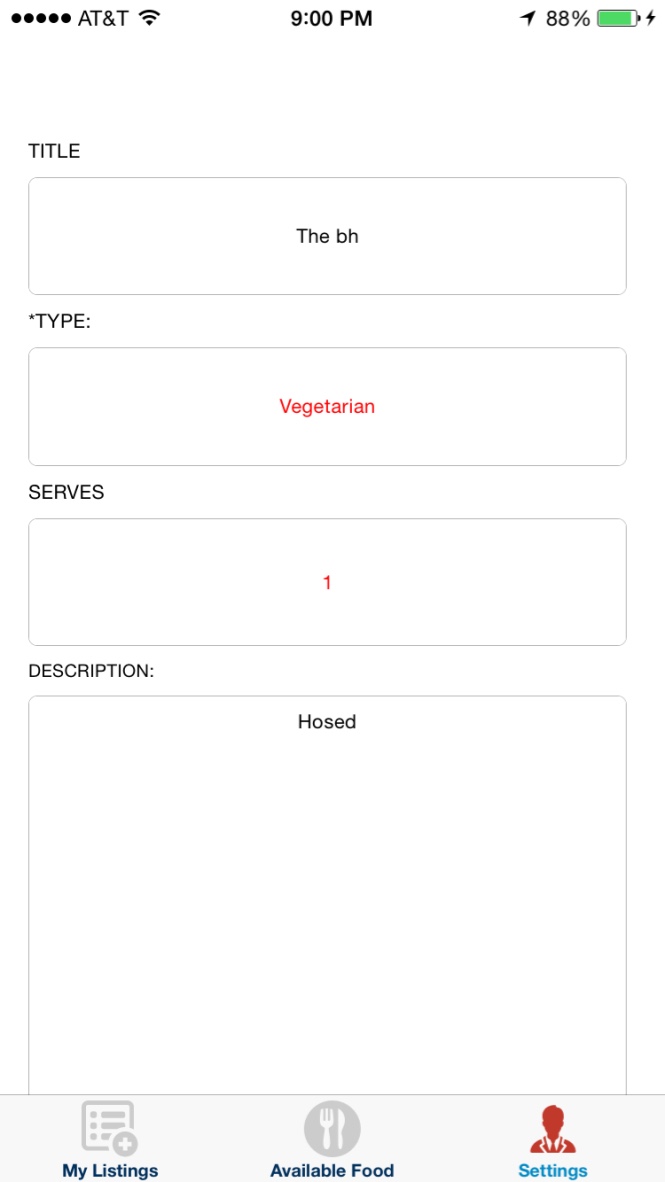 AT&T 9:00 PM 88%
TITLE
The bh
*TYPE:
Vegetarian
SERVES
1
DESCRIPTION:
Hosed
My Listings Available Food Settings